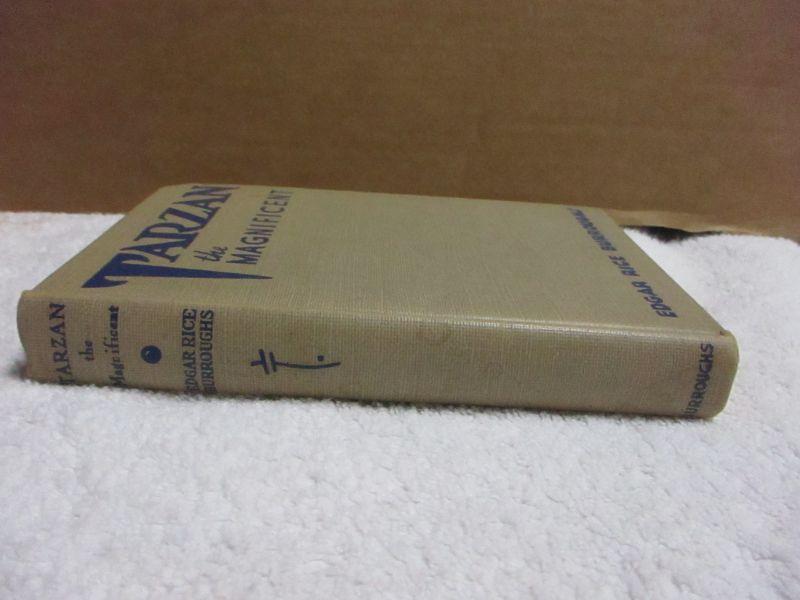 TARZAN
the
MAGNIFICENT
EDGAR RICE BURROUGHS
TARZAN
the
Magnificent
EDGAR RICE
BURROUGHS
BURROUGHS